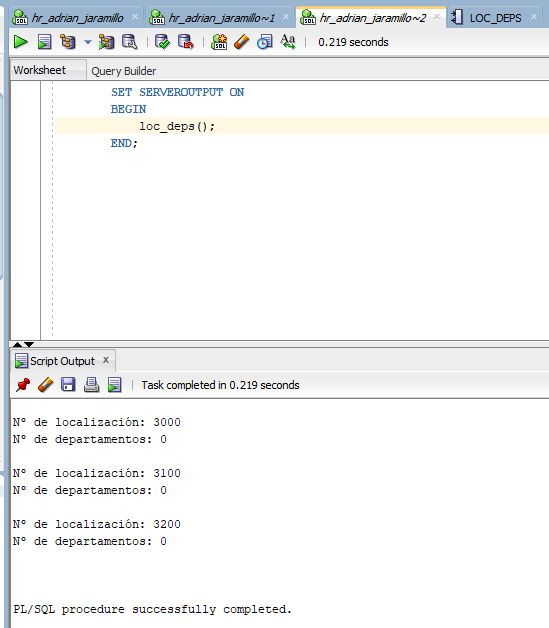 hr_adrian_jaramillo
hr_adrian_jaramillo~1
hr_adrian_jaramillo~2
LOC_DEPS
0.219 seconds
Worksheet
Query Builder
SET SERVEROUTPUT ON
BEGIN
loc_deps();
END;
Script Output
Task completed in 0.219 seconds
Nº de localización: 3000
Nº de departamentos: 0
Nº de localización: 3100
Nº de departamentos: 0
Nº de localización: 3200
Nº de departamentos: 0
PL/SQL procedure successfully completed.